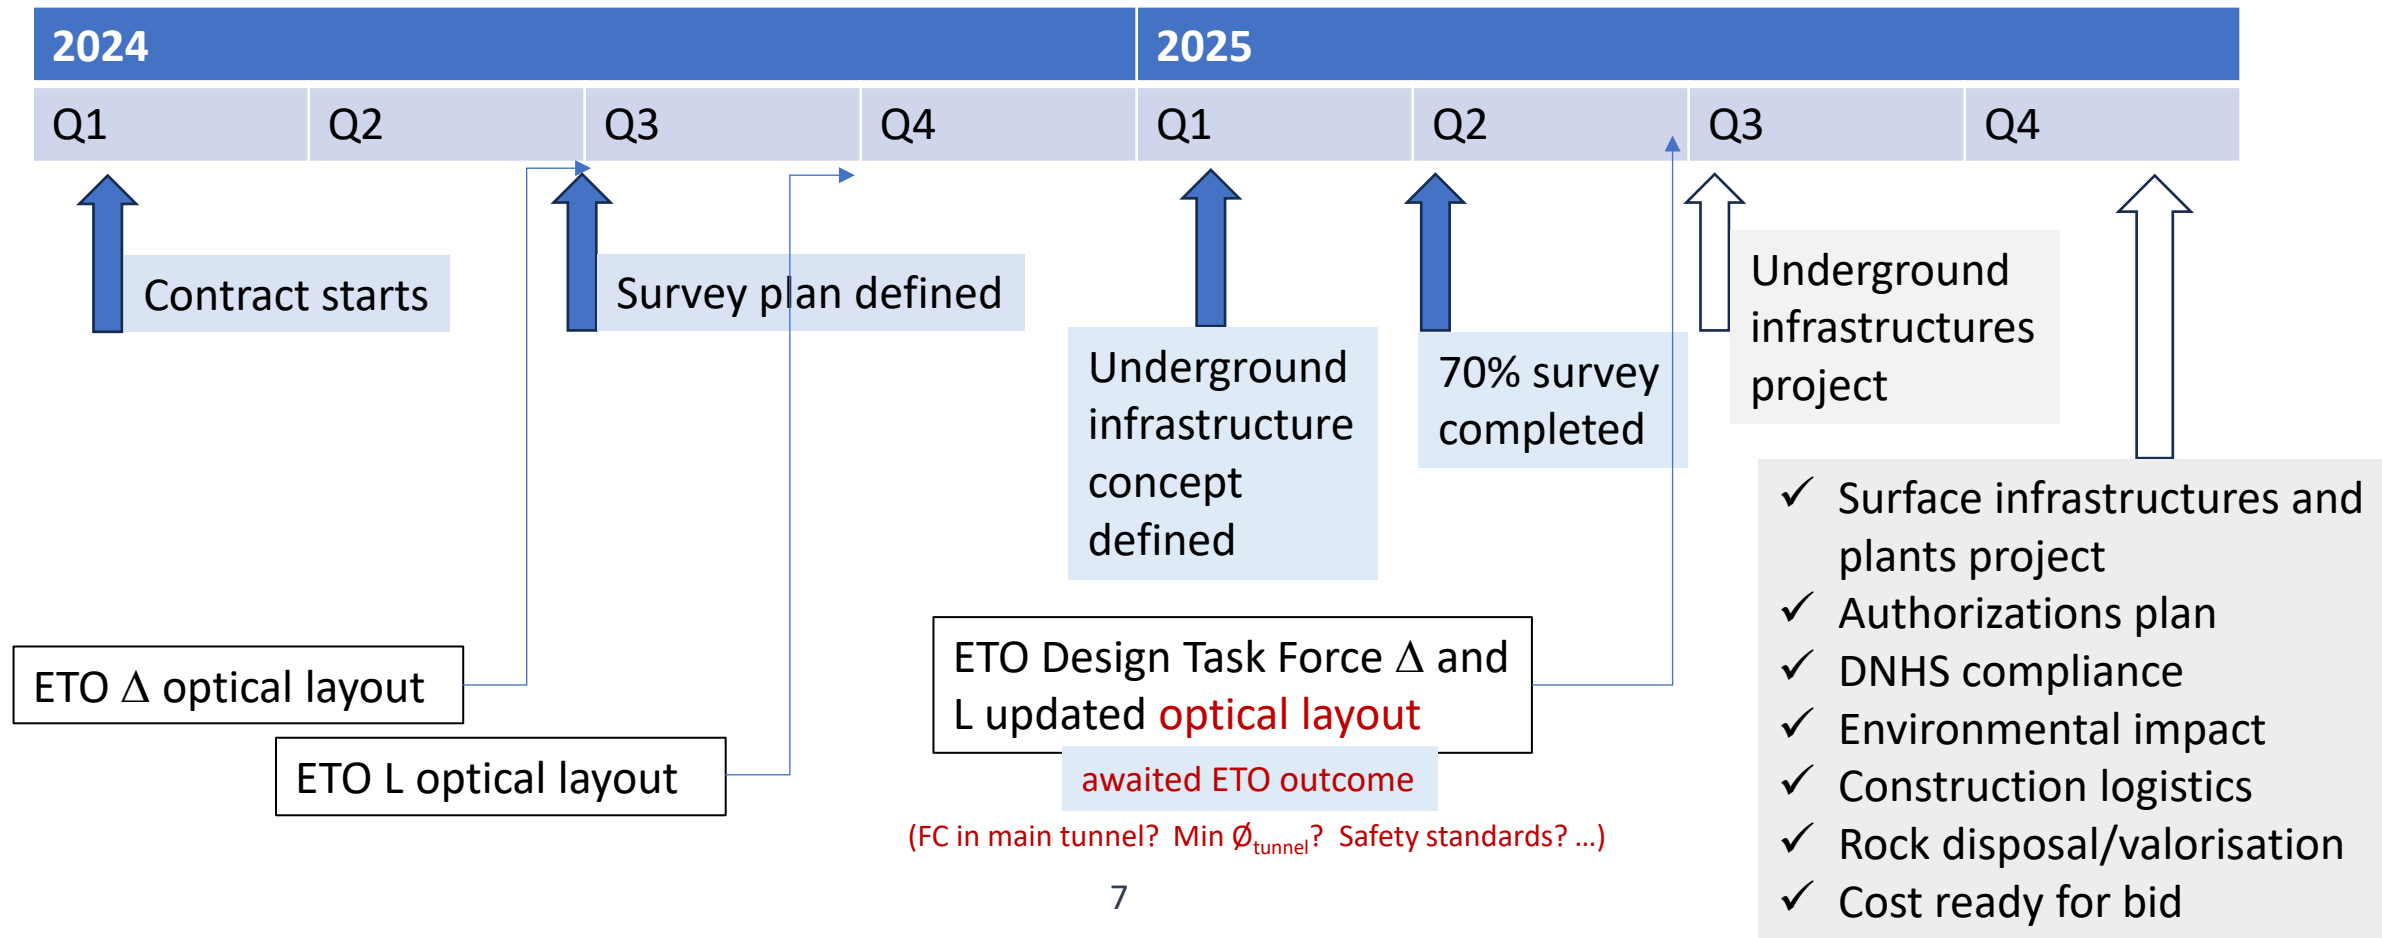 2024
2025
Q1
Q2
Q3
Q4
Q1
Q2
Q3
Q4
Contract starts
Survey plan defined
Underground
infrastructure
concept
defined
70% survey
completed
Underground
infrastructures
project
ETO Δ optical layout
ETO L optical layout
ETO Design Task Force Δ and
L updated optical layout
awaited ETO outcome
(FC in main tunnel? Min Øtunnel? Safety standards? ...)
✓ Surface infrastructures and
plants project
✓ Authorizations plan
✓ DNHS compliance
✓ Environmental impact
✓ Construction logistics
✓ Rock disposal/valorisation
✓ Cost ready for bid
7